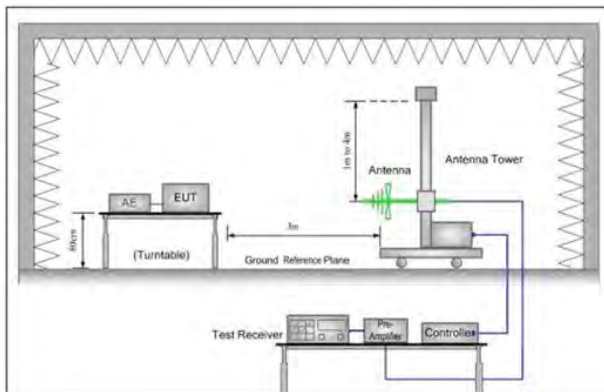 1m to 4m
Antenna
Antenna Tower
AE
EUT
80cm
(Turntable)
3m
Ground Reference Plane
Test Receiver
Pre-
Amplifier
Controller